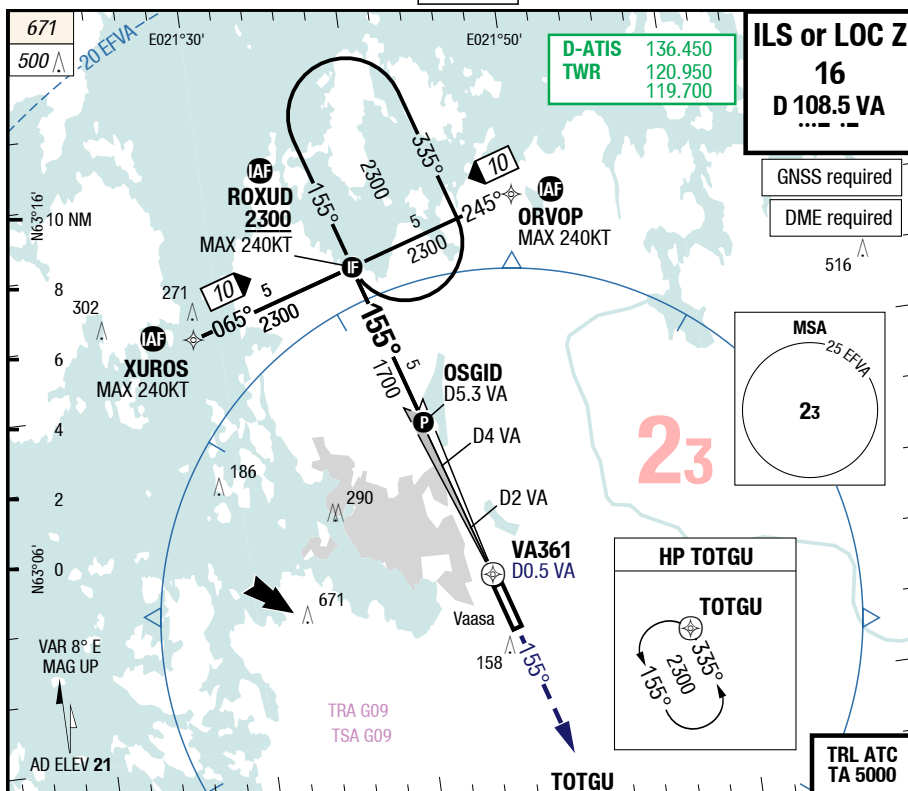 671
500
20 EFVA
E021°30'
E021°50'
D-ATIS 136.450
TWR 120.950
119.700
ILS or LOC Z
16
D 108.5 VA
GNSS required
DME required
516
N63°16'
10 NM
8
6
4
2
0
N63°06'
IAF
ROXUD
2300
MAX 240KT
155°
2300
335°
10
245°
5
2300
IAF
ORVOP
MAX 240KT
IF
302
271
10
065°
5
2300
IAF
XUROS
MAX 240KT
155°
5
1700
OSGID
D5.3 VA
P
D4 VA
D2 VA
186
290
23
MSA
25 EFVA
23
VA361
D0.5 VA
Vaasa
671
158
155°
TOTGU
HP TOTGU
TOTGU
335°
2300
155°
VAR 8° E
MAG UP
AD ELEV 21
TRA G09
TSA G09
TRL ATC
TA 5000